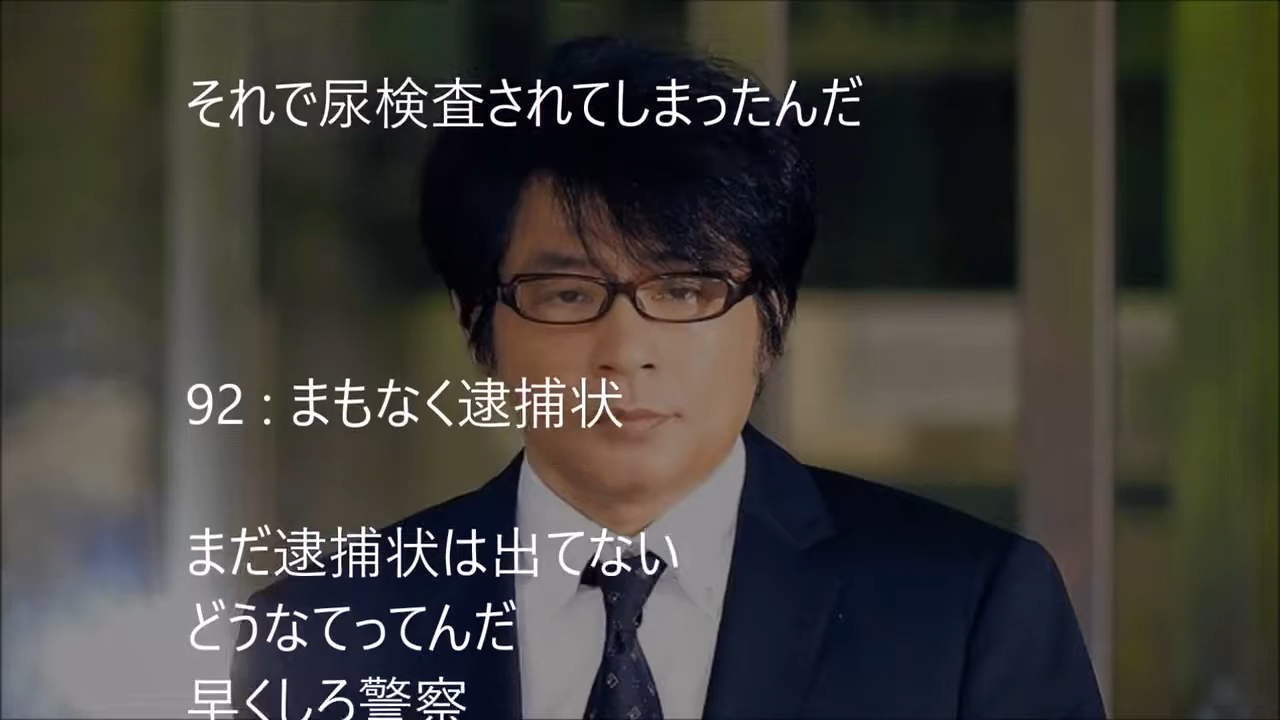 それで尿検査されてしまったんだ
92 : まもなく逮捕状
まだ逮捕状は出てない
どうなてってんだ
早くしろ警察